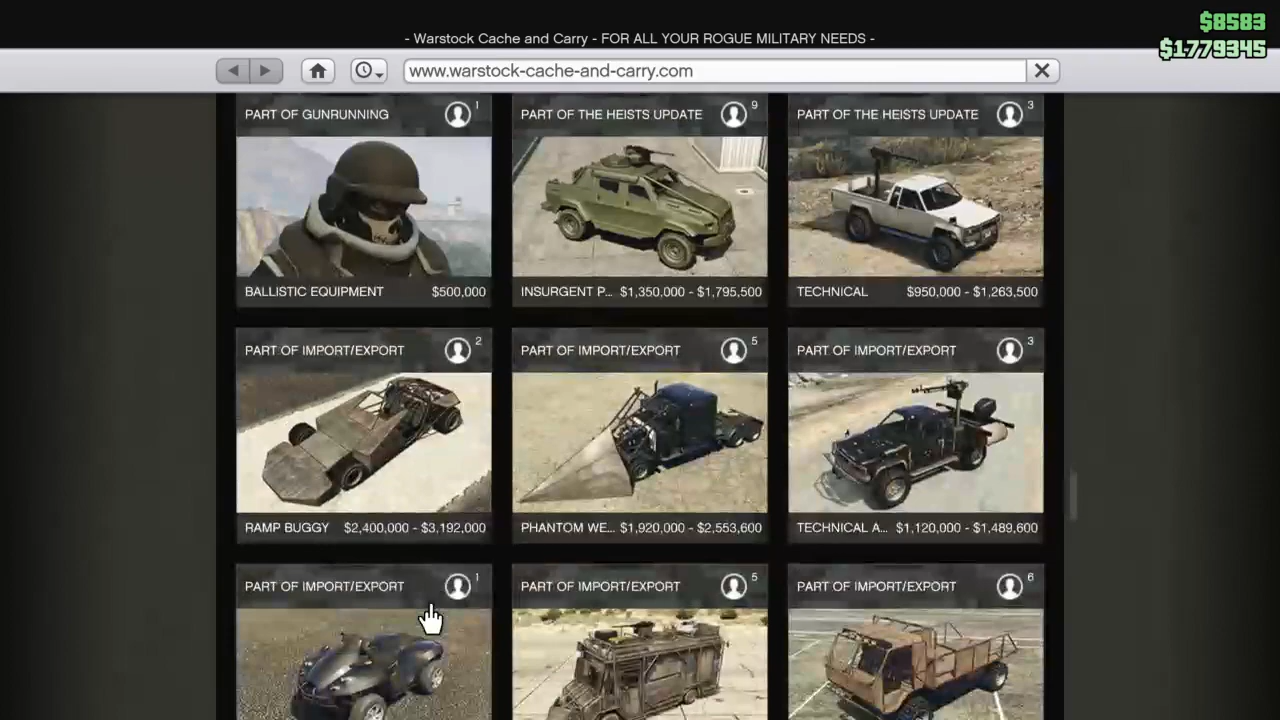 $8583
- Warstock Cache and Carry - FOR ALL YOUR ROGUE MILITARY NEEDS -
$1779345
www.warstock-cache-and-carry.com
PART OF GUNRUNNING 1
PART OF THE HEISTS UPDATE 9
PART OF THE HEISTS UPDATE 3
BALLISTIC EQUIPMENT $500,000
INSURGENT P... $1,350,000 - $1,795,500
TECHNICAL $950,000 - $1,263,500
PART OF IMPORT/EXPORT 2
PART OF IMPORT/EXPORT 5
PART OF IMPORT/EXPORT 3
RAMP BUGGY $2,400,000 - $3,192,000
PHANTOM WE... $1,920,000 - $2,553,600
TECHNICAL A... $1,120,000 - $1,489,600
PART OF IMPORT/EXPORT 1
PART OF IMPORT/EXPORT 5
PART OF IMPORT/EXPORT 6